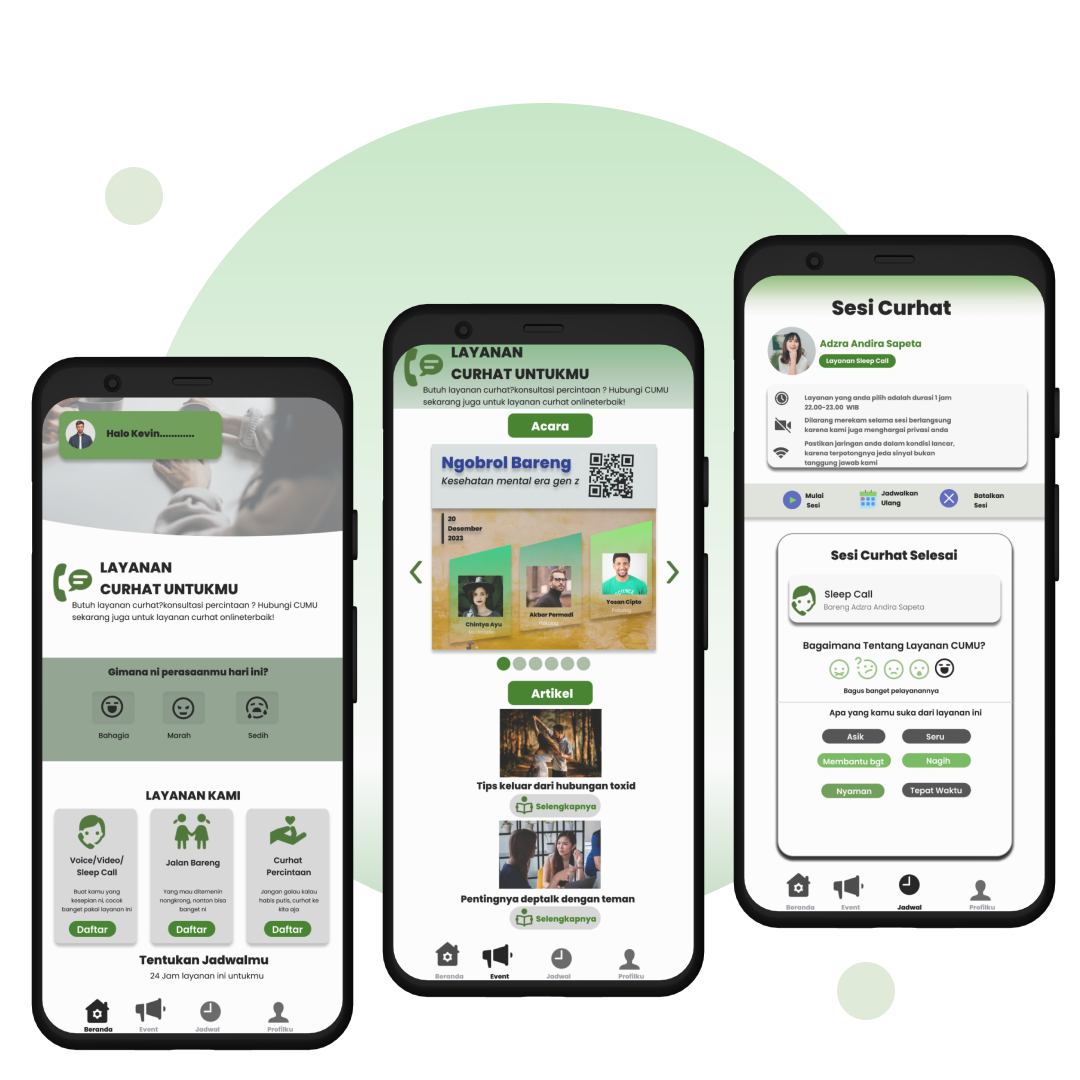 Halo Kevin............
LAYANAN
CURHAT UNTUKMU
Butuh layanan curhat?konsultasi percintaan ? Hubungi CUMU
sekarang juga untuk layanan curhat onlineterbaik!
Gimana ni perasaanmu hari ini?
Bahagia
Marah
Sedih
LAYANAN KAMI
Voice/Video/
Sleep Call
Buat kamu yang
kesepian ni, cocok
banget pakai layanan ini
Daftar
Jalan Bareng
Yang mau ditemenin
nongkrong, nonton bisa
banget ni
Daftar
Curhat
Percintaan
Jangan galau kalau
habis putis, curhat ke
kita aja
Daftar
Tentukan Jadwalmu
24 Jam layanan ini untukmu
Beranda
Event
Jadwal
Profilku
LAYANAN
CURHAT UNTUKMU
Butuh layanan curhat?konsultasi percintaan ? Hubungi CUMU
sekarang juga untuk layanan curhat onlineterbaik!
Acara
Ngobrol Bareng
Kesehatan mental era gen z
20
Desember
2023
Chintya Ayu
Akbar Permadi
Yosan Cipto
Artikel
Tips keluar dari hubungan toxid
Selengkapnya
Pentingnya deptalk dengan teman
Selengkapnya
Beranda
Event
Jadwal
Profilku
Sesi Curhat
Adzra Andira Sapeta
Layanan Sleep Call
Layanan yang anda pilih adalah durasi 1 jam
22.00-23.00 WIB
Dilarang merekam selama sesi berlangsung
karena kami juga menghargai privasi anda
Pastikan jaringan anda dalam kondisi lancar,
karena terpotongnya jeda sinyal bukan
tanggung jawab kami
Mulai
Sesi
Jadwalkan
Ulang
Batalkan
Sesi
Sesi Curhat Selesai
Sleep Call
Bareng Adzra Andira Sapeta
Bagaimana Tentang Layanan CUMU?
Bagus banget pelayanannya
Apa yang kamu suka dari layanan ini
Asik
Seru
Membantu bgt
Nagih
Nyaman
Tepat Waktu
Beranda
Event
Jadwal
Profilku